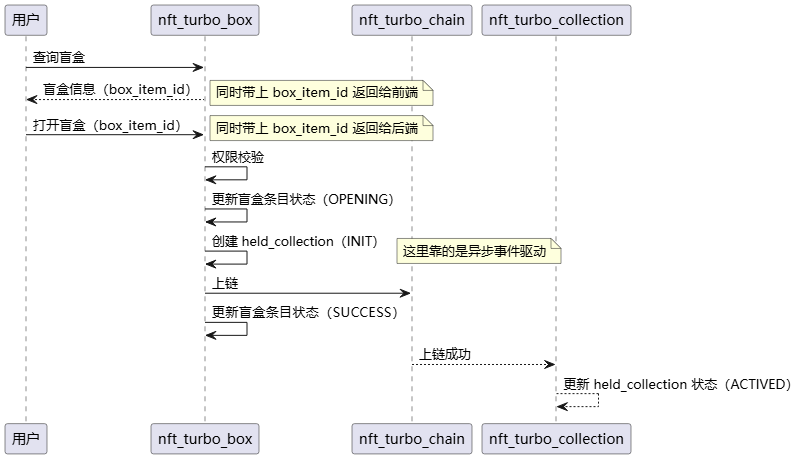 用户
nft_turbo_box
nft_turbo_chain
nft_turbo_collection
查询盲盒
盲盒信息（box_item_id）
同时带上 box_item_id 返回给前端
打开盲盒（box_item_id）
同时带上 box_item_id 返回给后端
权限校验
更新盲盒条目状态（OPENING）
创建 held_collection（INIT）
这里靠的是异步事件驱动
上链
更新盲盒条目状态（SUCCESS）
上链成功
更新 held_collection 状态（ACTIVED）
用户
nft_turbo_box
nft_turbo_chain
nft_turbo_collection